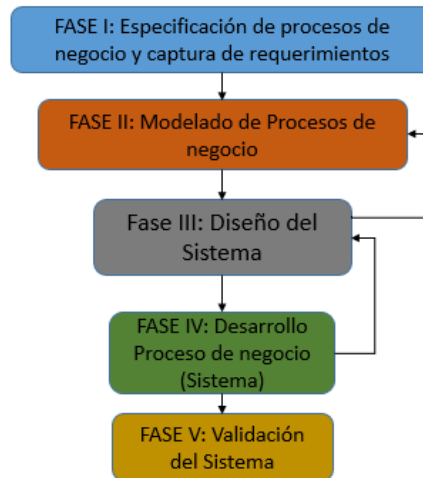 FASE I: Especificación de procesos de
negocio y captura de requerimientos
FASE II: Modelado de Procesos de
negocio
Fase III: Diseño del
Sistema
FASE IV: Desarrollo
Proceso de negocio
(Sistema)
FASE V: Validación
del Sistema